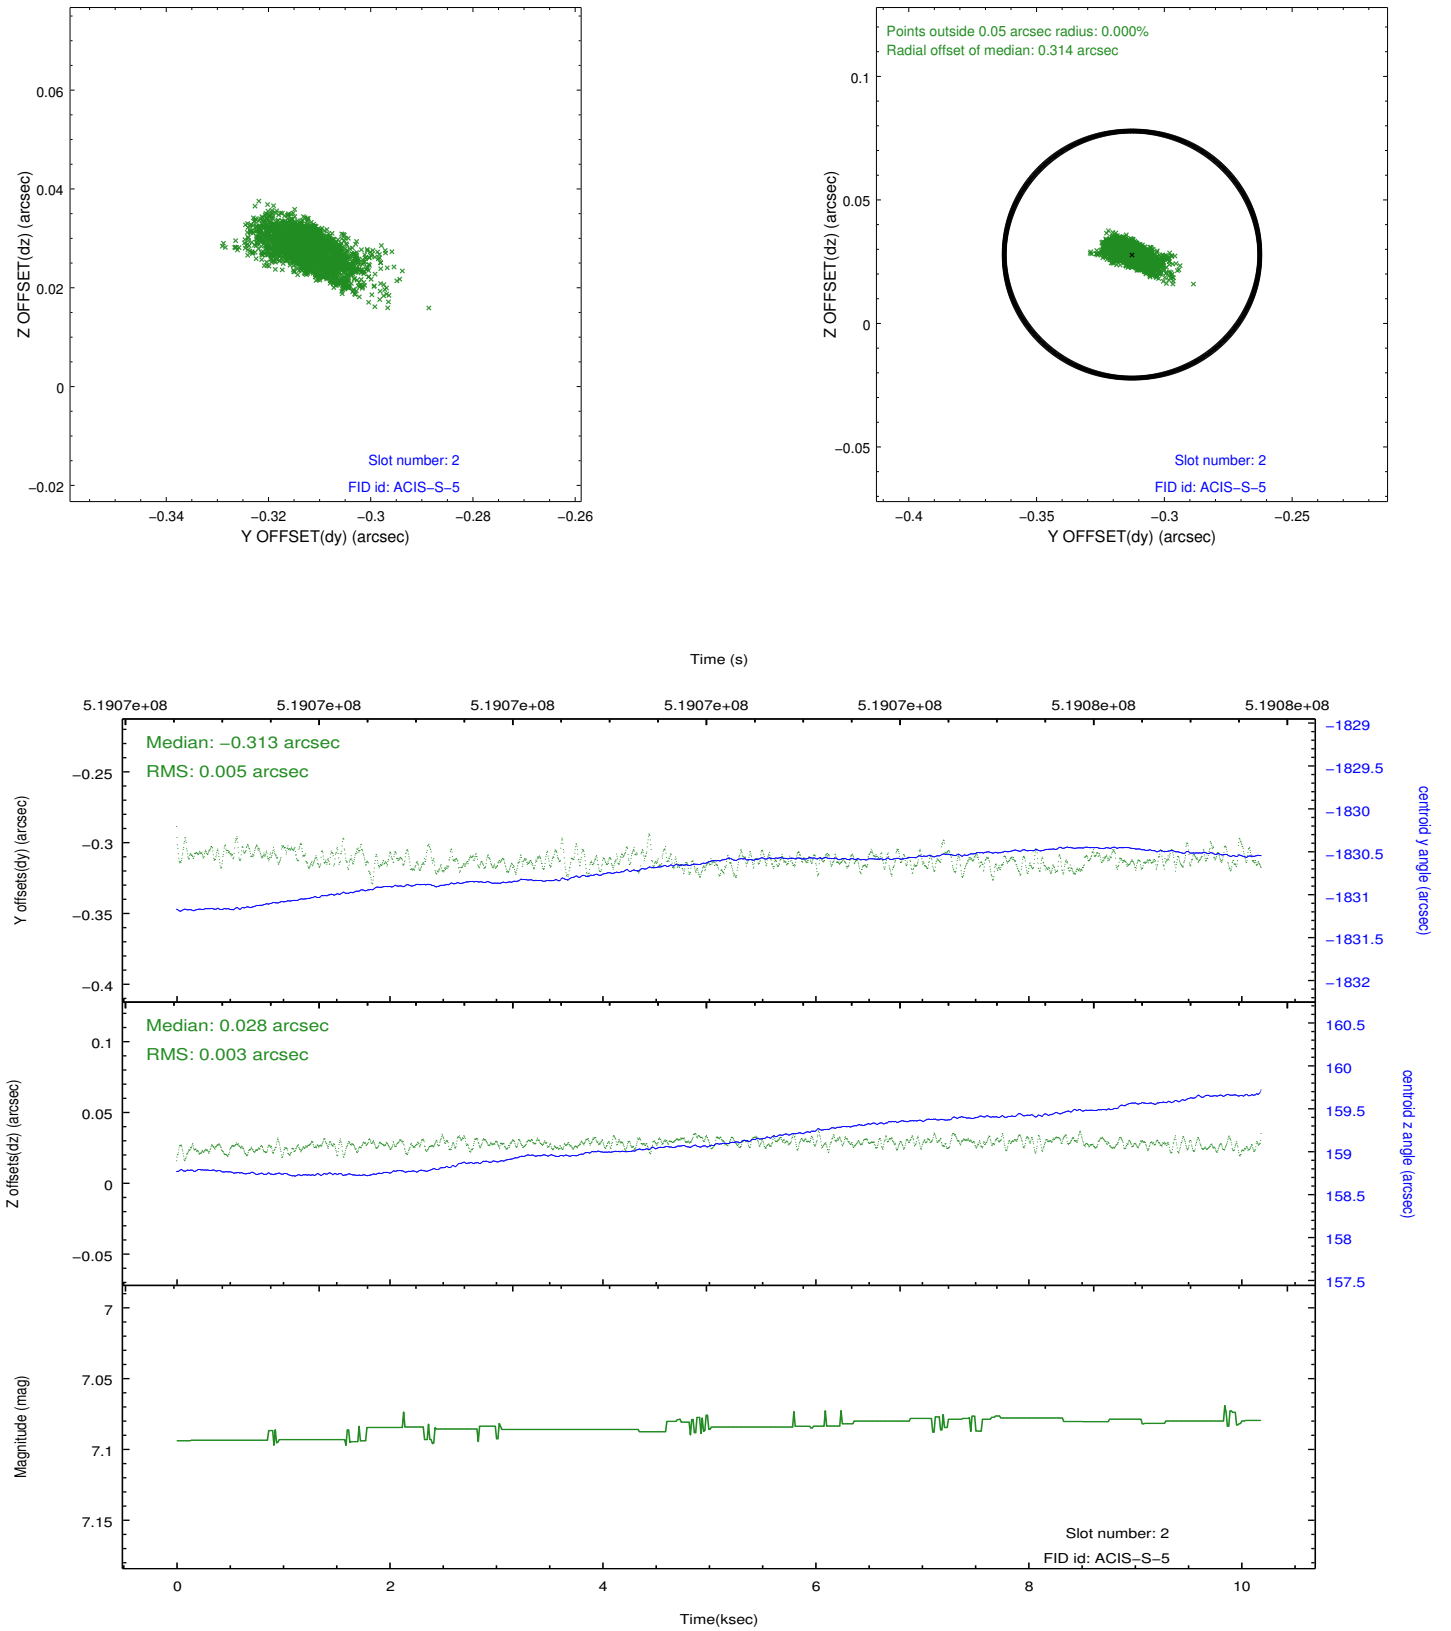 0.06
0.04
0.02
0
−0.02
Z OFFSET(dz) (arcsec)
Slot number: 2
FID id: ACIS−S−5
−0.34
−0.32
−0.3
−0.28
−0.26
Y OFFSET(dy) (arcsec)
Points outside 0.05 arcsec radius: 0.000%
Radial offset of median: 0.314 arcsec
0.1
0.05
0
−0.05
Z OFFSET(dz) (arcsec)
Slot number: 2
FID id: ACIS−S−5
−0.4
−0.35
−0.3
−0.25
Y OFFSET(dy) (arcsec)
Time (s)
5.1907e+08
5.1907e+08
5.1907e+08
5.1907e+08
5.1907e+08
5.1908e+08
5.1908e+08
Median: −0.313 arcsec
RMS: 0.005 arcsec
−0.25
−0.3
−0.35
−0.4
Y offsets(dy) (arcsec)
−1829
−1829.5
−1830
−1830.5
−1831
−1831.5
−1832
centroid y angle (arcsec)
Median: 0.028 arcsec
RMS: 0.003 arcsec
0.1
0.05
0
−0.05
Z offsets(dz) (arcsec)
160.5
160
159.5
159
158.5
158
157.5
centroid z angle (arcsec)
7
7.05
7.1
7.15
Magnitude (mag)
Slot number: 2
FID id: ACIS−S−5
0
2
4
6
8
10
Time(ksec)